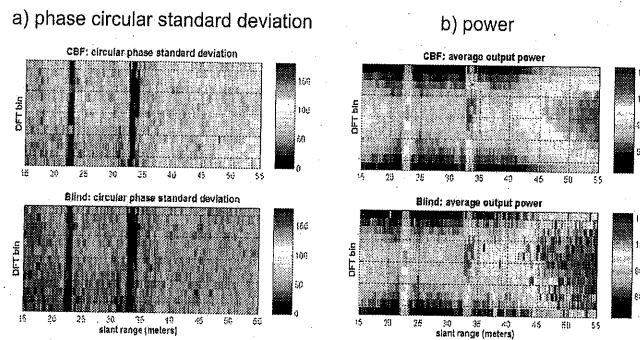 a) phase circular standard deviation
b) power
CBF: circular phase standard deviation
DFT bin
15 20 25 30 35 40 45 50 55
150
100
50
0
CBF: average output power
DFT bin
15 20 25 30 35 40 45 50 55
Blind: circular phase standard deviation
DFT bin
15 20 25 30 35 40 45 50 55
slant range (meters)
150
100
50
0
Blind: average output power
DFT bin
15 20 25 30 35 40 45 50 55
slant range (meters)